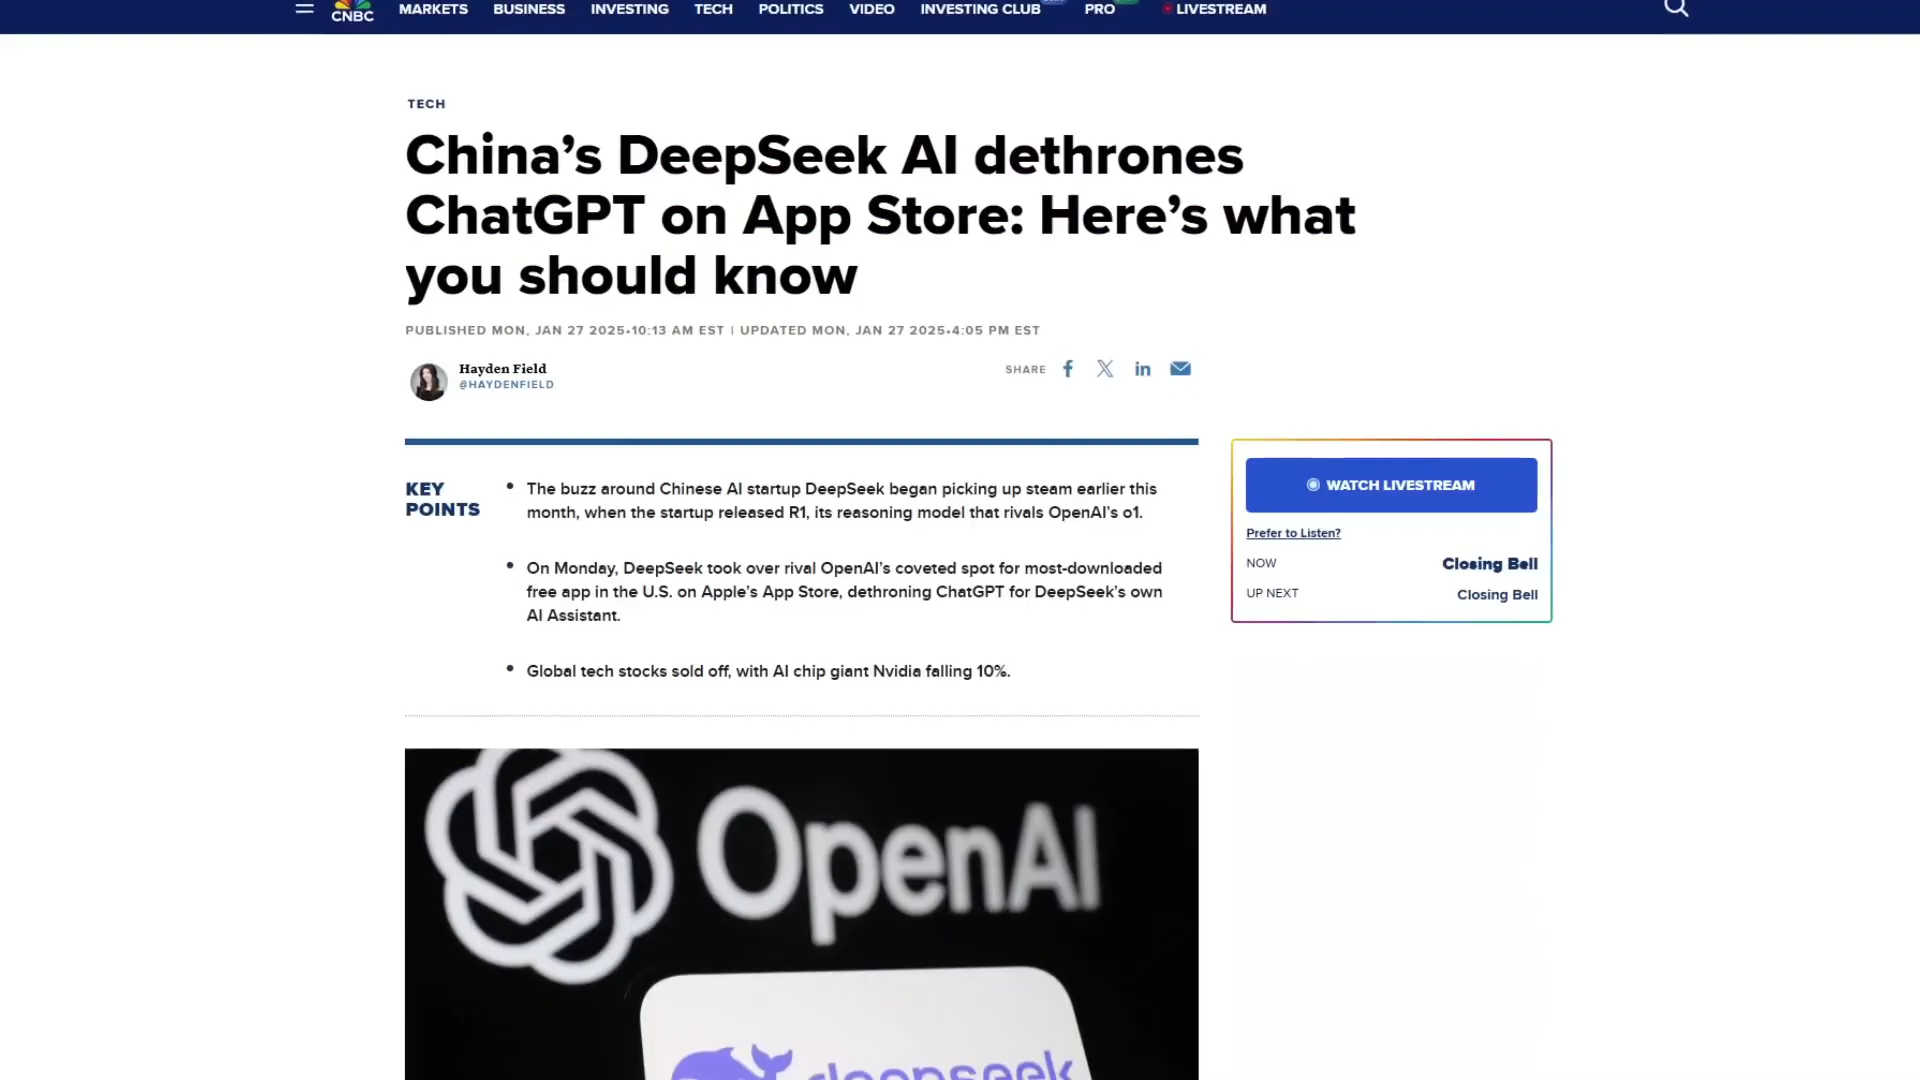 CNBC
MARKETS BUSINESS INVESTING TECH POLITICS VIDEO INVESTING CLUB PRO LIVESTREAM
TECH
China’s DeepSeek AI dethrones
ChatGPT on App Store: Here’s what
you should know
PUBLISHED MON, JAN 27 2025•10:13 AM EST | UPDATED MON, JAN 27 2025•4:05 PM EST
Hayden Field
@HAYDENFIELD
SHARE
KEY
POINTS
The buzz around Chinese AI startup DeepSeek began picking up steam earlier this
month, when the startup released R1, its reasoning model that rivals OpenAI’s o1.
On Monday, DeepSeek took over rival OpenAI’s coveted spot for most-downloaded
free app in the U.S. on Apple’s App Store, dethroning ChatGPT for DeepSeek’s own
AI Assistant.
Global tech stocks sold off, with AI chip giant Nvidia falling 10%.
WATCH LIVESTREAM
Prefer to Listen?
NOW Closing Bell
UP NEXT Closing Bell
OpenAI
deepseek